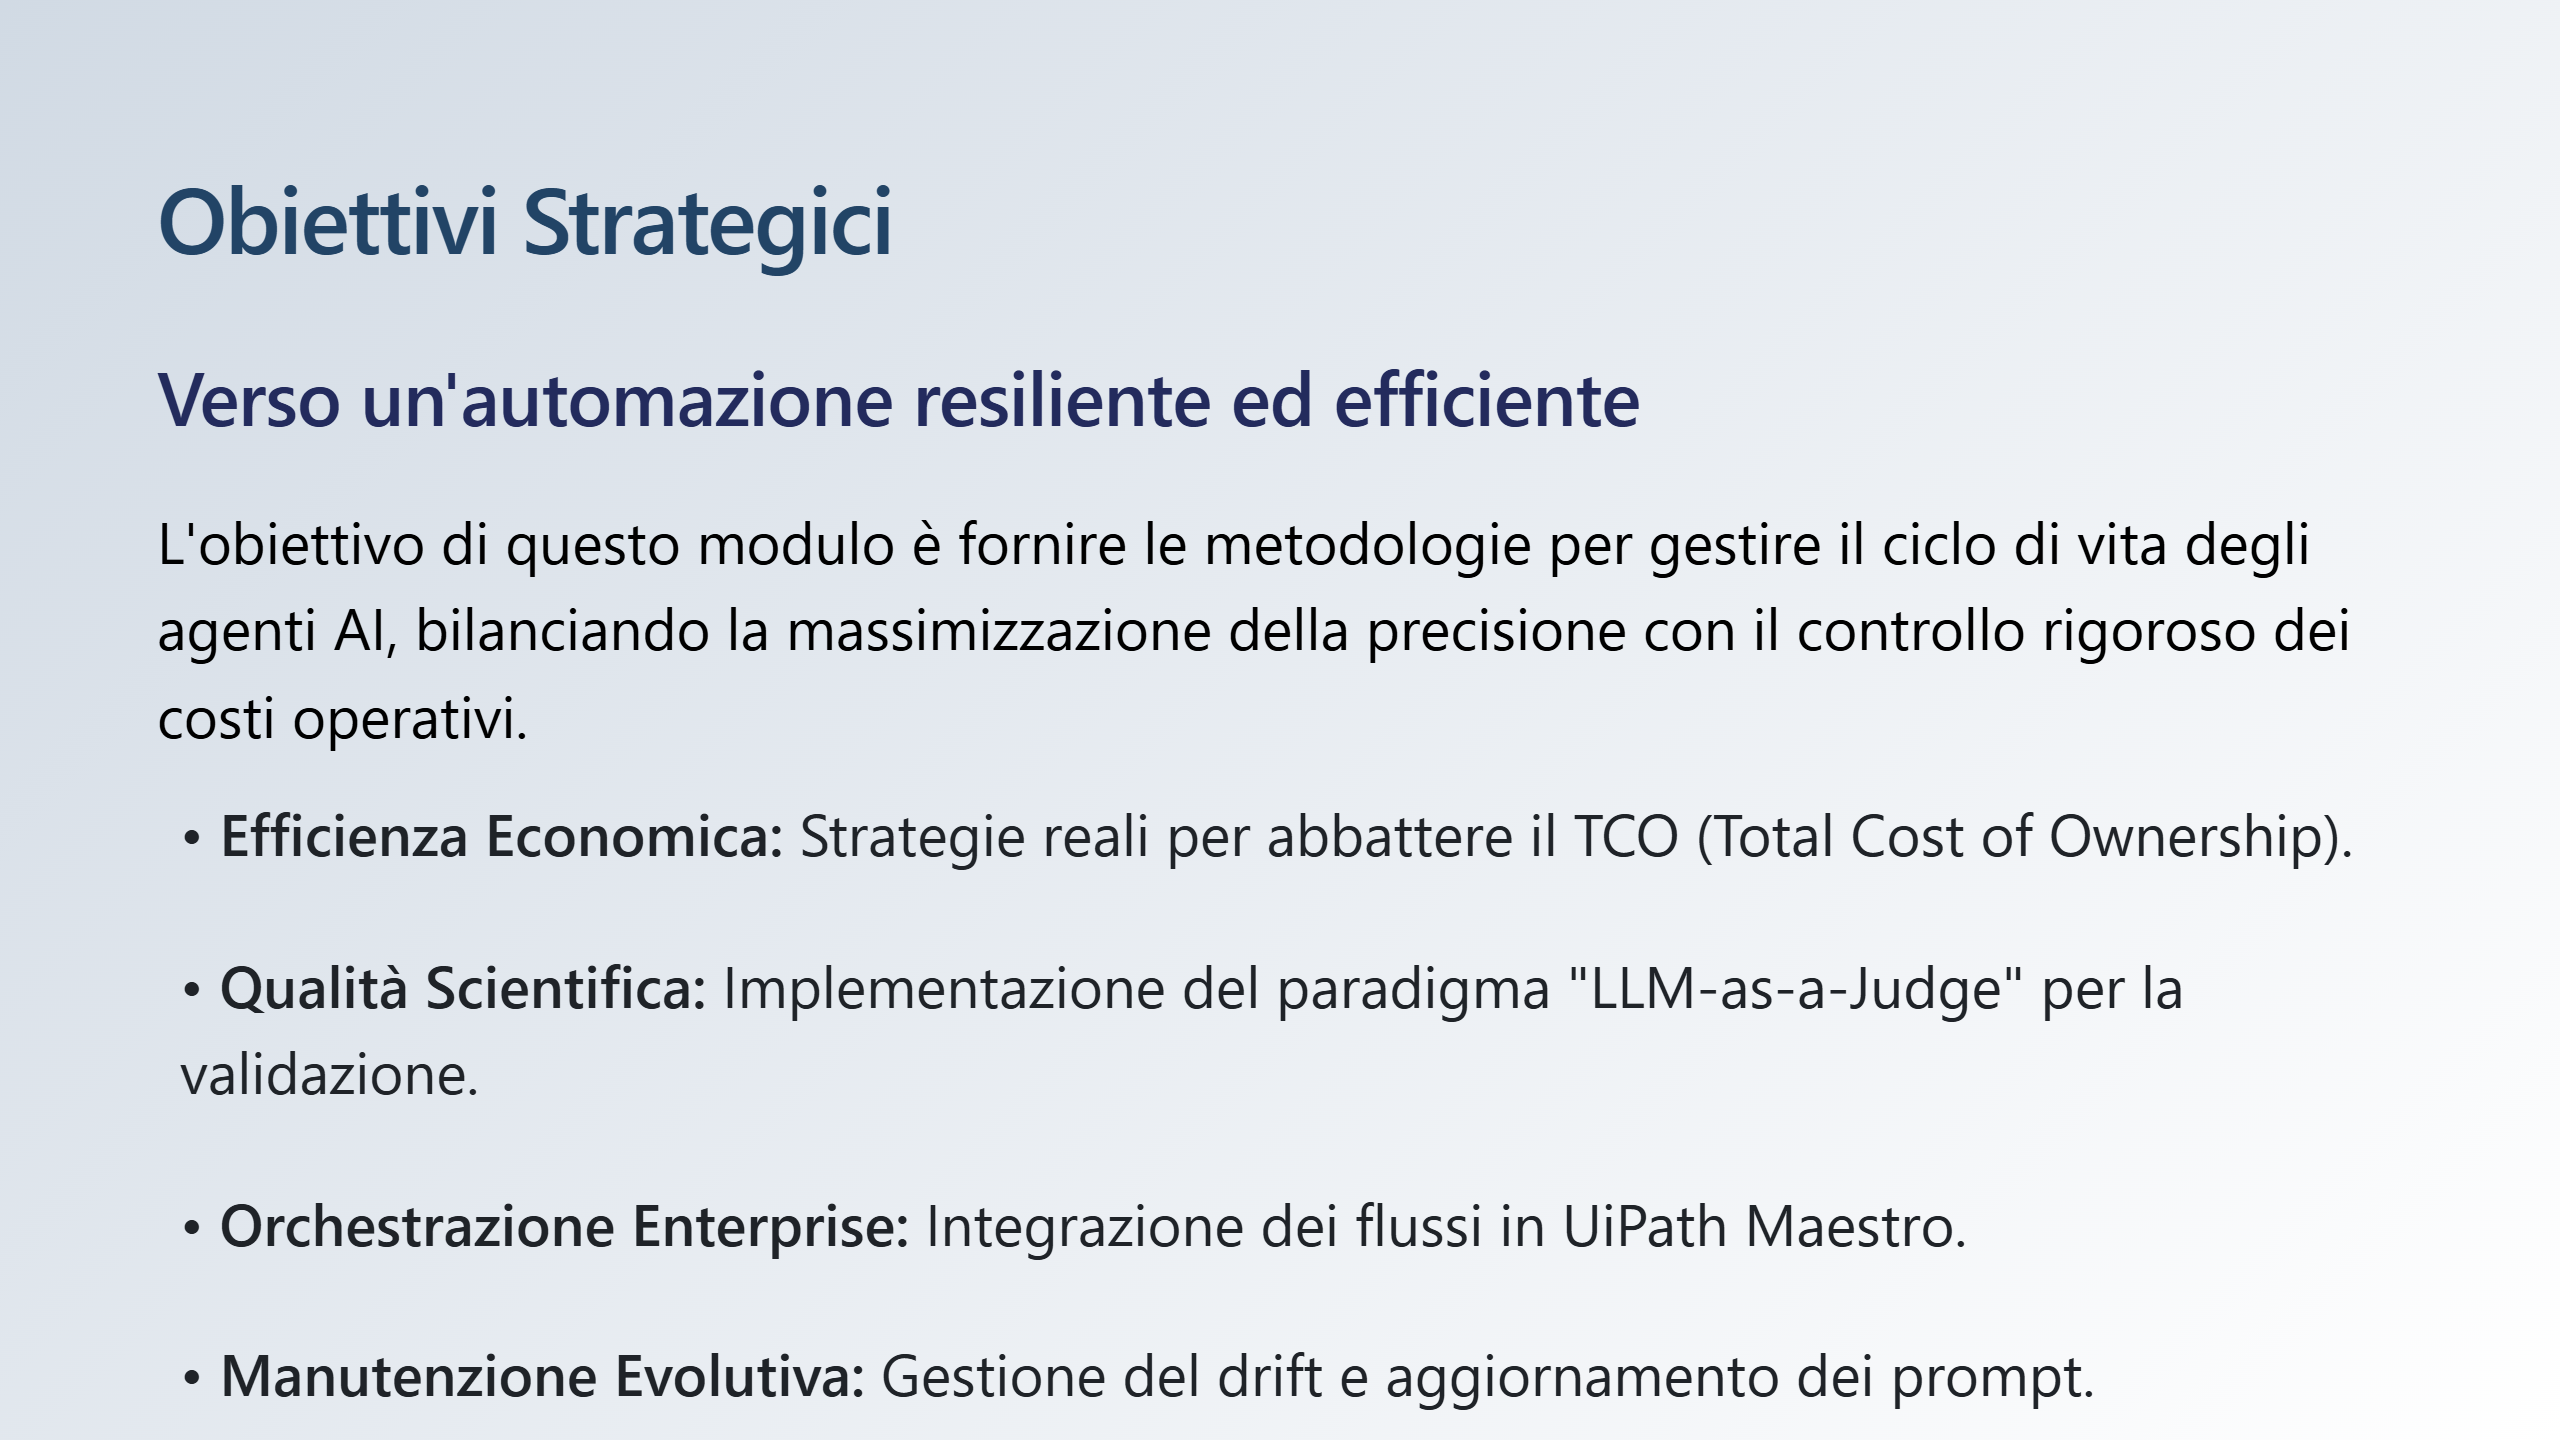 Obiettivi Strategici
Verso un'automazione resiliente ed efficiente
L'obiettivo di questo modulo è fornire le metodologie per gestire il ciclo di vita degli
agenti AI, bilanciando la massimizzazione della precisione con il controllo rigoroso dei
costi operativi.
• Efficienza Economica: Strategie reali per abbattere il TCO (Total Cost of Ownership).
• Qualità Scientifica: Implementazione del paradigma "LLM-as-a-Judge" per la
validazione.
• Orchestrazione Enterprise: Integrazione dei flussi in UiPath Maestro.
• Manutenzione Evolutiva: Gestione del drift e aggiornamento dei prompt.